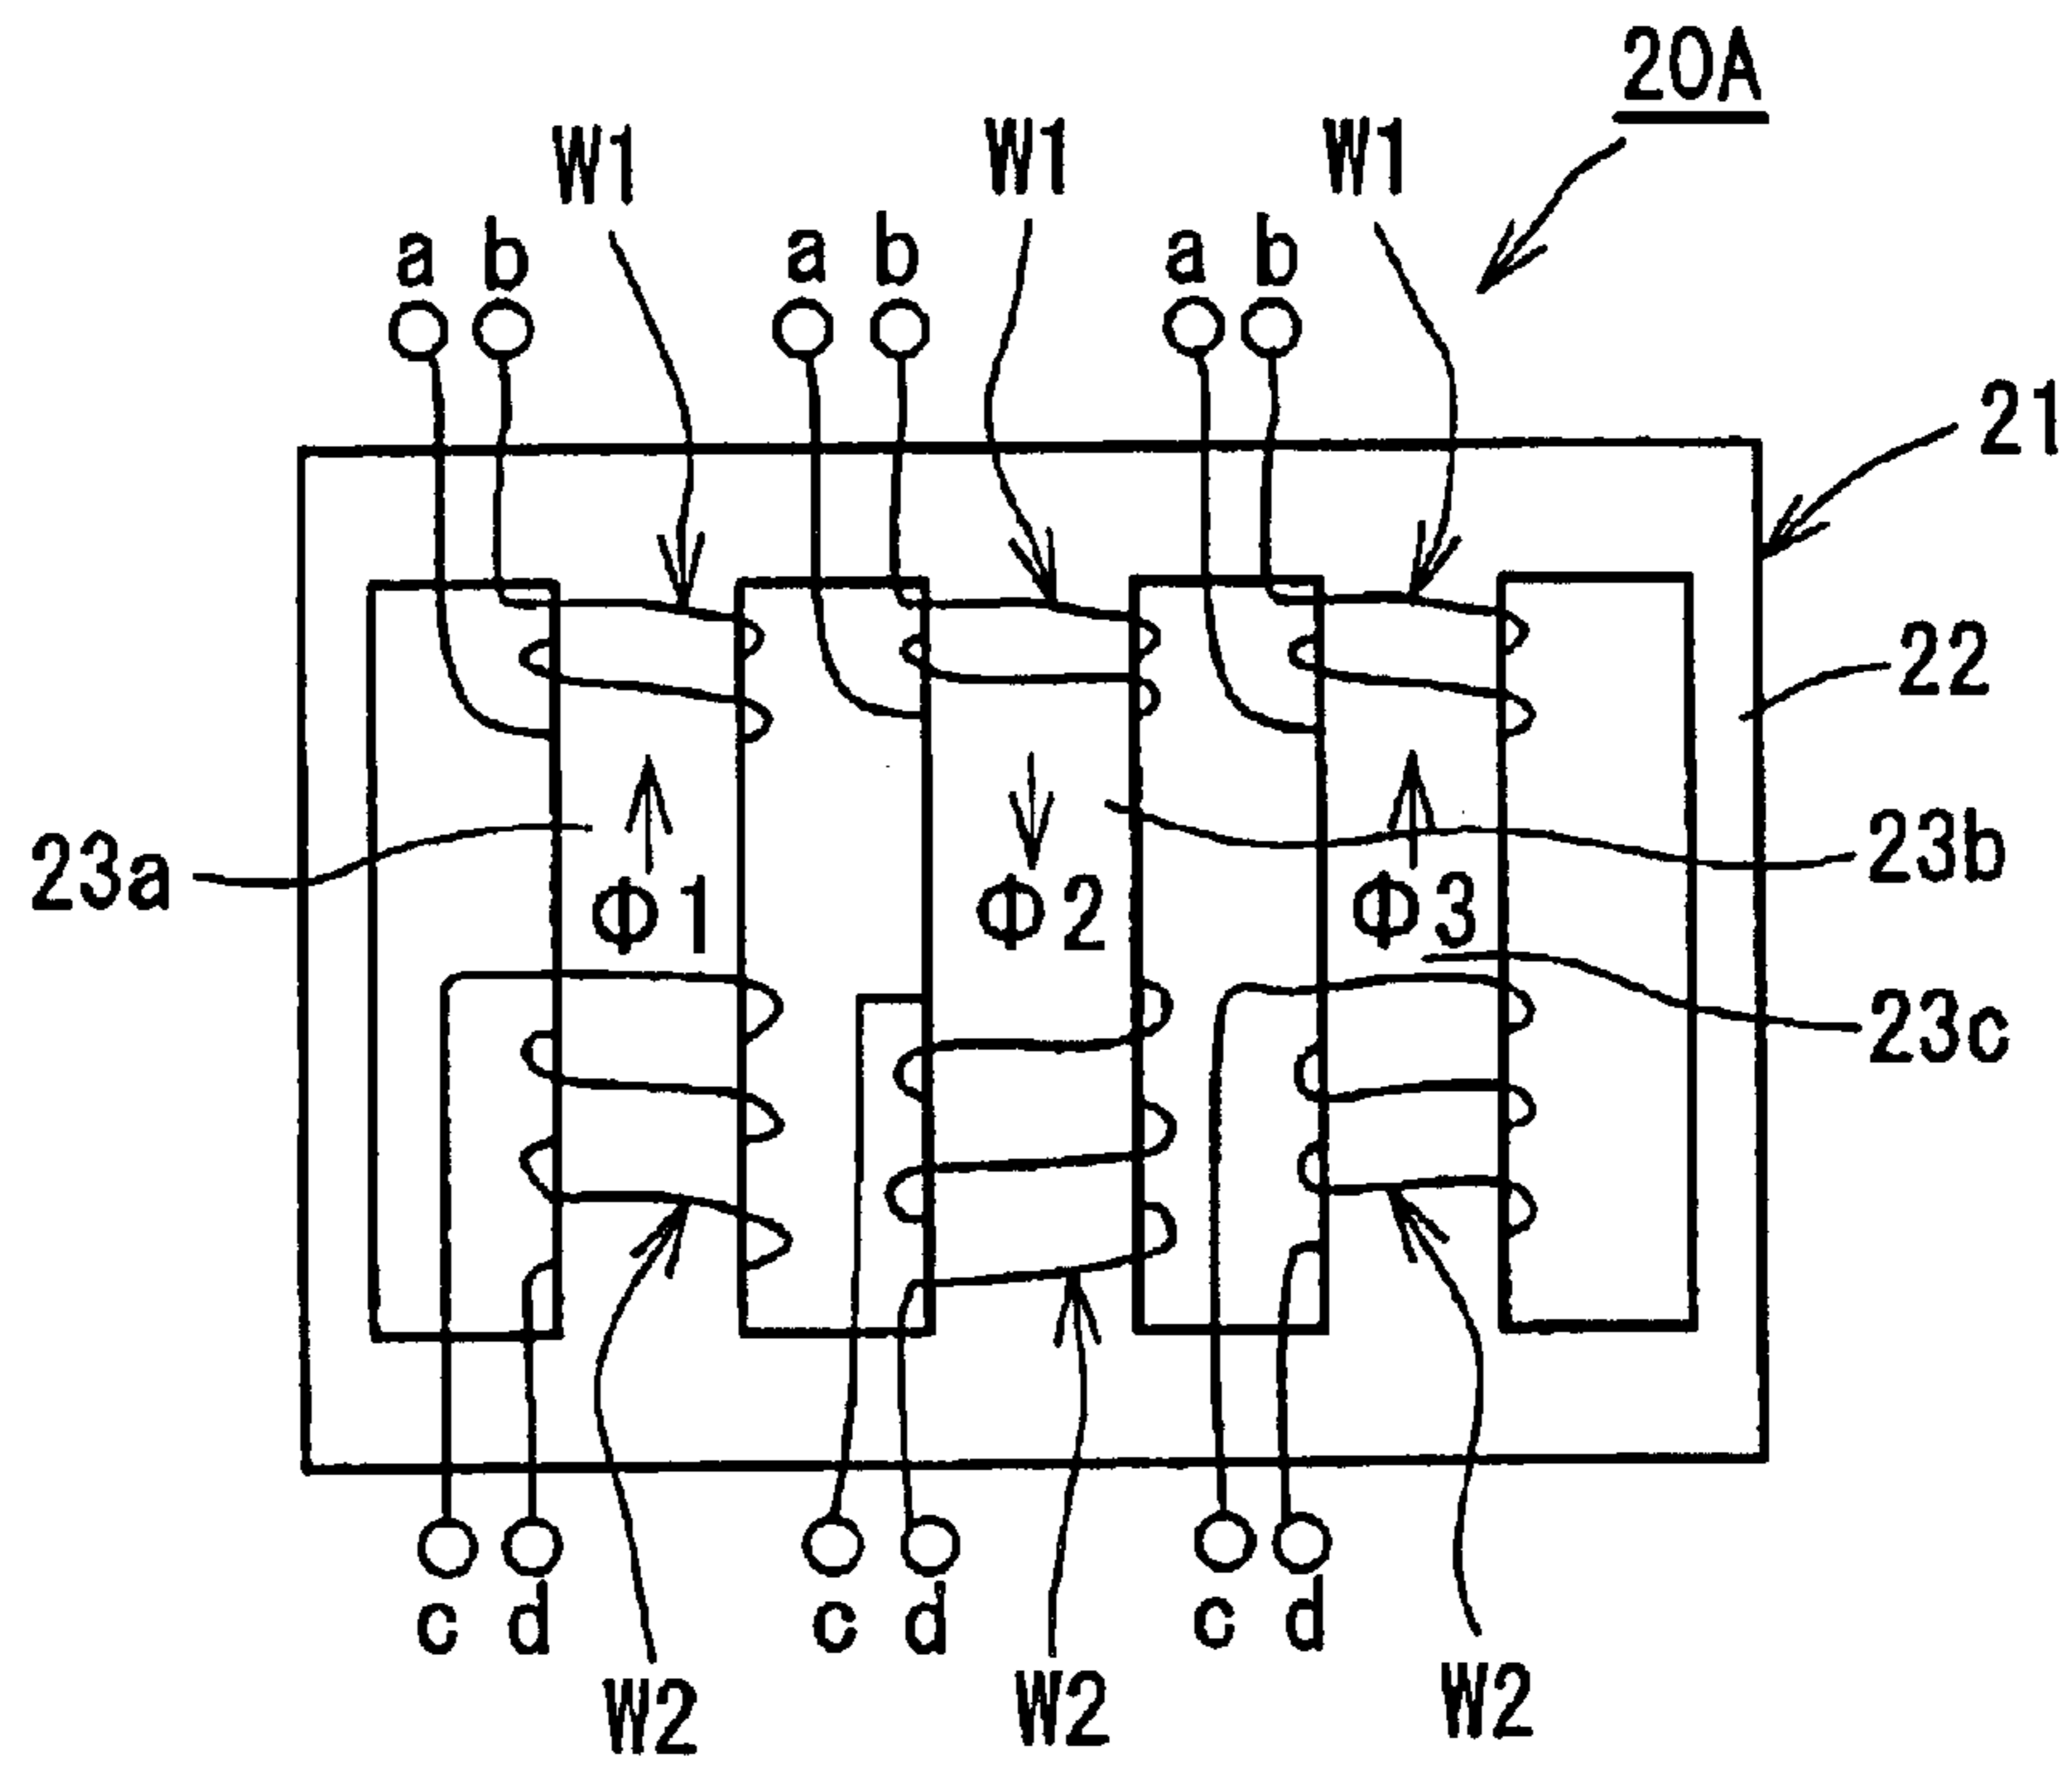 20A
W1 W1 W1
a b a b a b
21
22
23a 23b
Φ1 Φ2 Φ3
23c
c d c d c d
W2 W2 W2